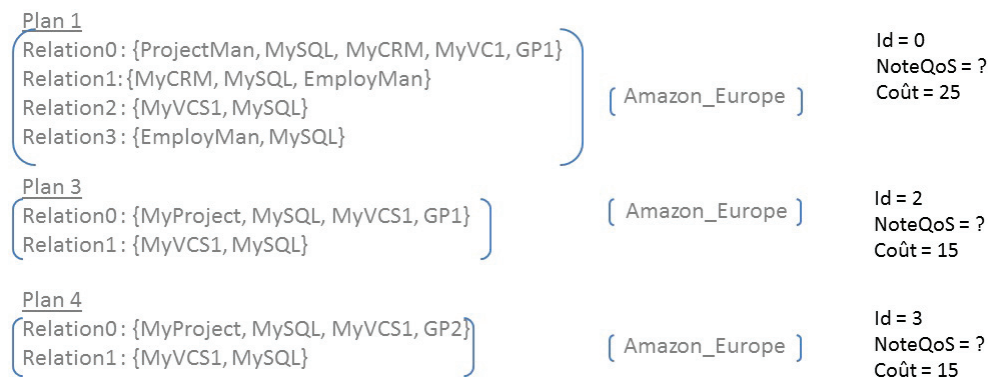 Plan 1
Relation0 : {ProjectMan, MySQL, MyCRM, MyVC1, GP1}
Relation1: {MyCRM, MySQL, EmployMan}
Relation2 : {MyVCS1, MySQL}
Relation3 : {EmployMan, MySQL}
Amazon_Europe
Id = 0
NoteQoS = ?
Coût = 25
Plan 3
Relation0 : {MyProject, MySQL, MyVCS1, GP1}
Relation1 : {MyVCS1, MySQL}
Amazon_Europe
Id = 2
NoteQoS = ?
Coût = 15
Plan 4
Relation0 : {MyProject, MySQL, MyVCS1, GP2}
Relation1 : {MyVCS1, MySQL}
Amazon_Europe
Id = 3
NoteQoS = ?
Coût = 15